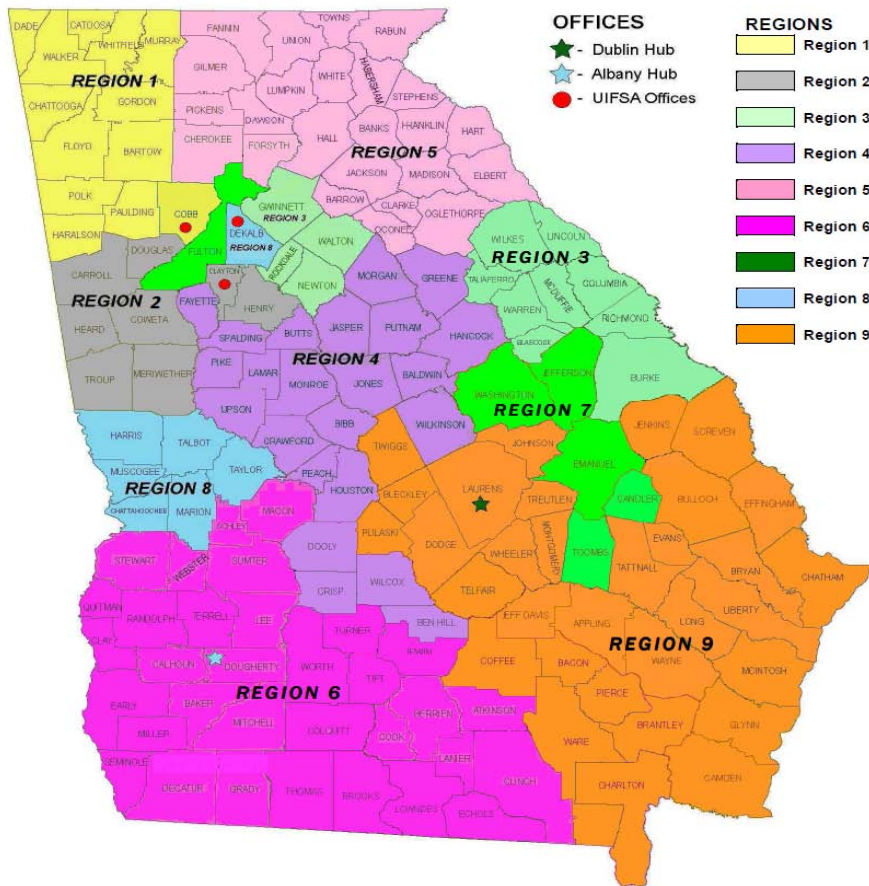 OFFICES
- Dublin Hub
- Albany Hub
- UIFSA Offices
REGIONS
Region 1
Region 2
Region 3
Region 4
Region 5
Region 6
Region 7
Region 8
Region 9
DADE
CATOOSA
WALKER
WHITFIELD
MURRAY
REGION 1
CHATTOOGA
GORDON
FLOYD
BARTOW
POLK
PAULDING
COBB
HARALSON
FANNIN
UNION
TOWNS
RABUN
GILMER
WHITE
HABERSHAM
LUMPKIN
STEPHENS
PICKENS
DAWSON
CHEROKEE
FORSYTH
HALL
BANKS
FRANKLIN
HART
REGION 5
JACKSON
MADISON
ELBERT
BARROW
CLARKE
OGLETHORPE
OCONEE
GWINNETT
REGION 3
DEKALB
REGION 8
WALTON
ROCKDALE
NEWTON
FULTON
DOUGLAS
CARROLL
CLAYTON
REGION 2
HENRY
HEARD
COWETA
TROUP
MERIWETHER
FAYETTE
SPALDING
BUTTS
MORGAN
GREENE
JASPER
PUTNAM
HANCOCK
REGION 4
PIKE
LAMAR
MONROE
JONES
BALDWIN
UPSON
BIBB
WILKINSON
CRAWFORD
PEACH
HOUSTON
DOOLY
CRISP
WILCOX
BEN HILL
WILKES
LINCOLN
REGION 3
TALIAFERRO
MCDUFFIE
COLUMBIA
WARREN
RICHMOND
GLASCOCK
BURKE
JEFFERSON
WASHINGTON
REGION 7
EMANUEL
CANDLER
TOOMBS
HARRIS
TALBOT
MUSCOGEE
TAYLOR
REGION 8
CHATTAHOOCHEE
MARION
MACON
SCHLEY
STEWART
WEBSTER
SUMTER
QUITMAN
RANDOLPH
TERRELL
LEE
CLAY
CALHOUN
DOUGHERTY
WORTH
TURNER
IRWIN
TIFT
REGION 6
EARLY
BAKER
MITCHELL
COLQUITT
BERRIEN
ATKINSON
COOK
MILLER
LANIER
CLINCH
SEMINOLE
DECATUR
GRADY
THOMAS
BROOKS
LOWNDES
ECHOLS
TWIGGS
JOHNSON
JENKINS
SCREVEN
BLECKLEY
LAURENS
TREUTLEN
BULLOCH
EFFINGHAM
PULASKI
DODGE
WHEELER
MONTGOMERY
EVANS
TATTNALL
BRYAN
CHATHAM
TELFAIR
JEFF DAVIS
APPLING
LONG
LIBERTY
REGION 9
COFFEE
BACON
WAYNE
MCINTOSH
PIERCE
WARE
BRANTLEY
GLYNN
CHARLTON
CAMDEN